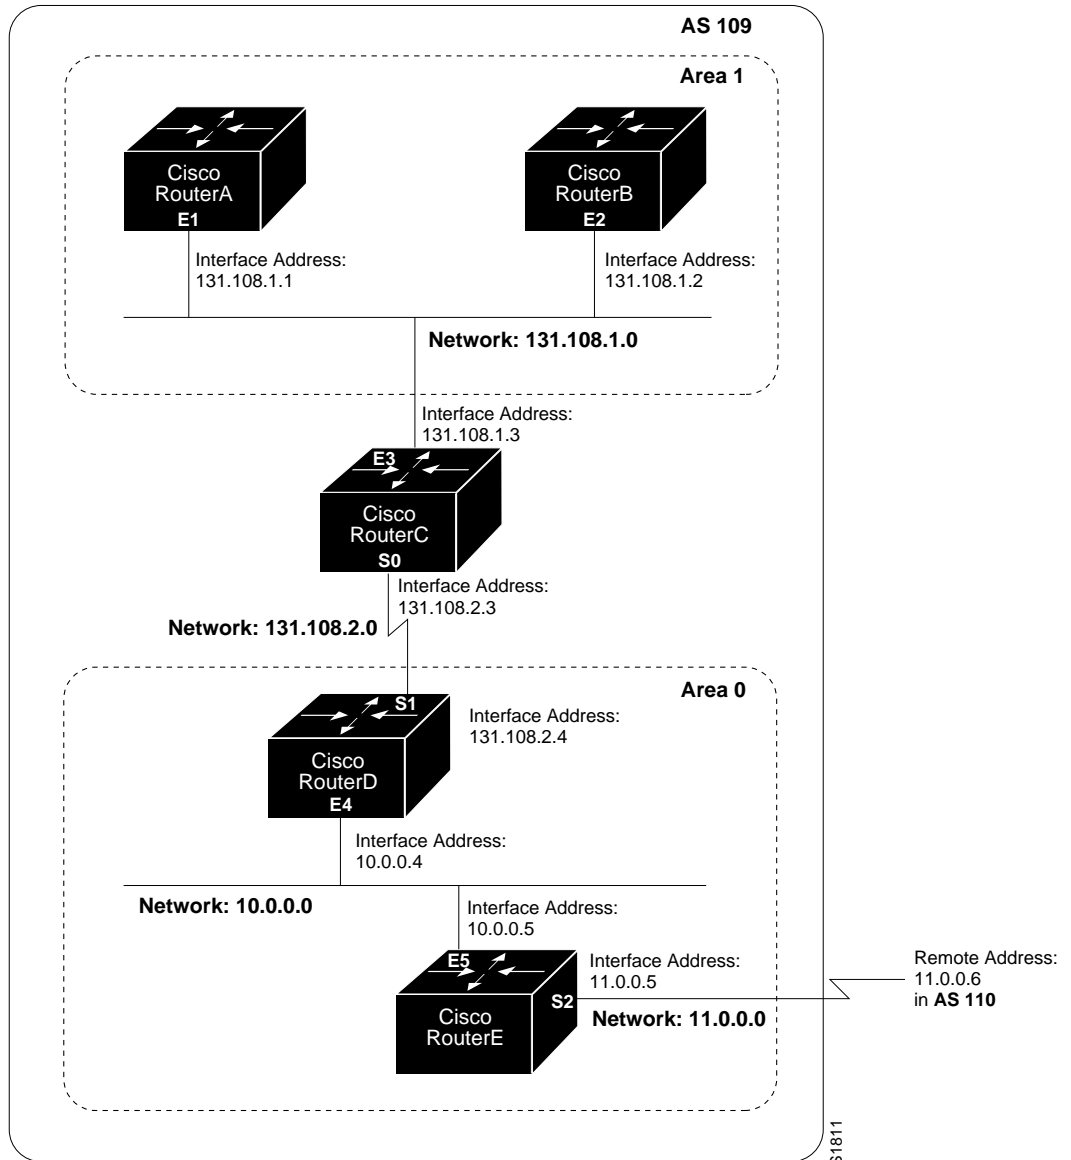 AS 109
Area 1
Cisco
RouterA
E1
Cisco
RouterB
E2
Interface Address:
131.108.1.1
Interface Address:
131.108.1.2
Network: 131.108.1.0
Interface Address:
131.108.1.3
E3
Cisco
RouterC
S0
Interface Address:
131.108.2.3
Network: 131.108.2.0
Area 0
S1
Interface Address:
131.108.2.4
Cisco
RouterD
E4
Interface Address:
10.0.0.4
Network: 10.0.0.0
Interface Address:
10.0.0.5
E5
Interface Address:
11.0.0.5
S2
Cisco
RouterE
Network: 11.0.0.0
Remote Address:
11.0.0.6
in AS 110
S1811